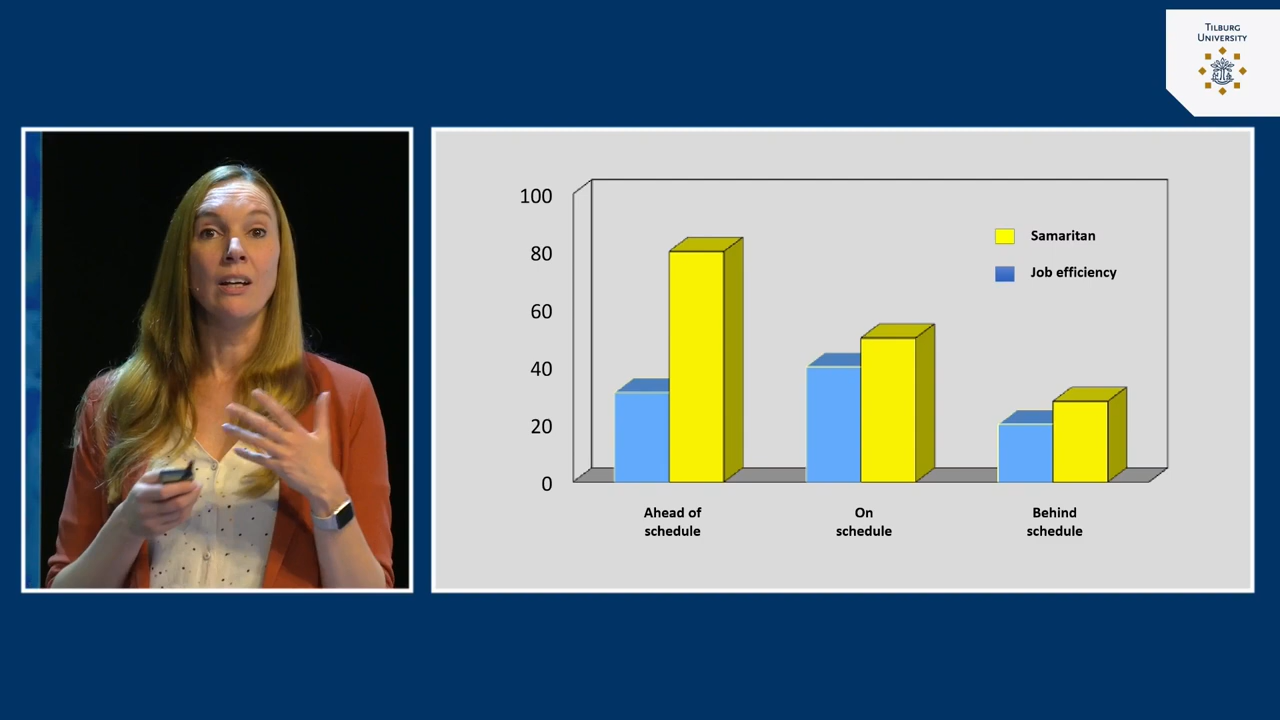 TILBURG
UNIVERSITY
100
80
60
40
20
0
Samaritan
Job efficiency
Ahead of
schedule
On
schedule
Behind
schedule